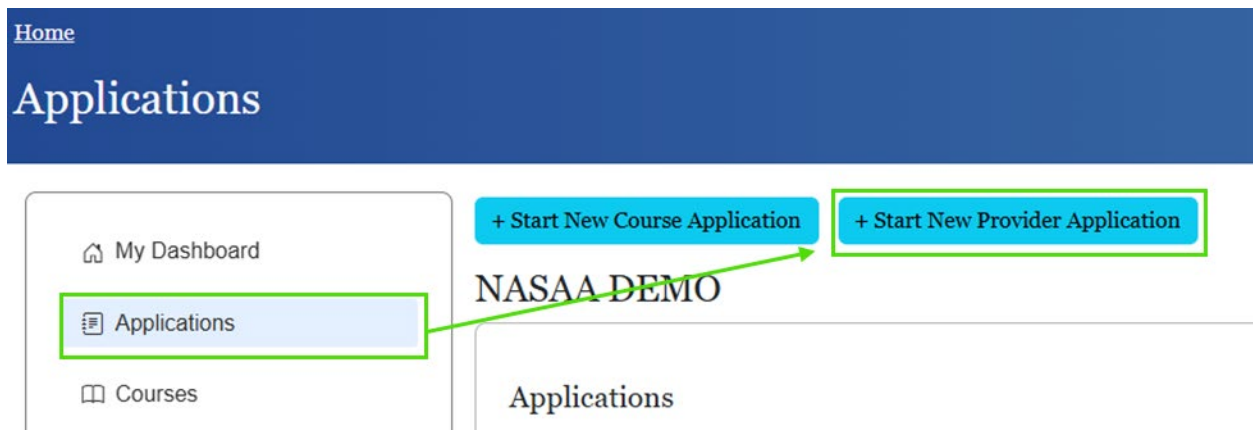 Home
Applications
My Dashboard
Applications
Courses
+ Start New Course Application
+ Start New Provider Application
NASAA DEMO
Applications